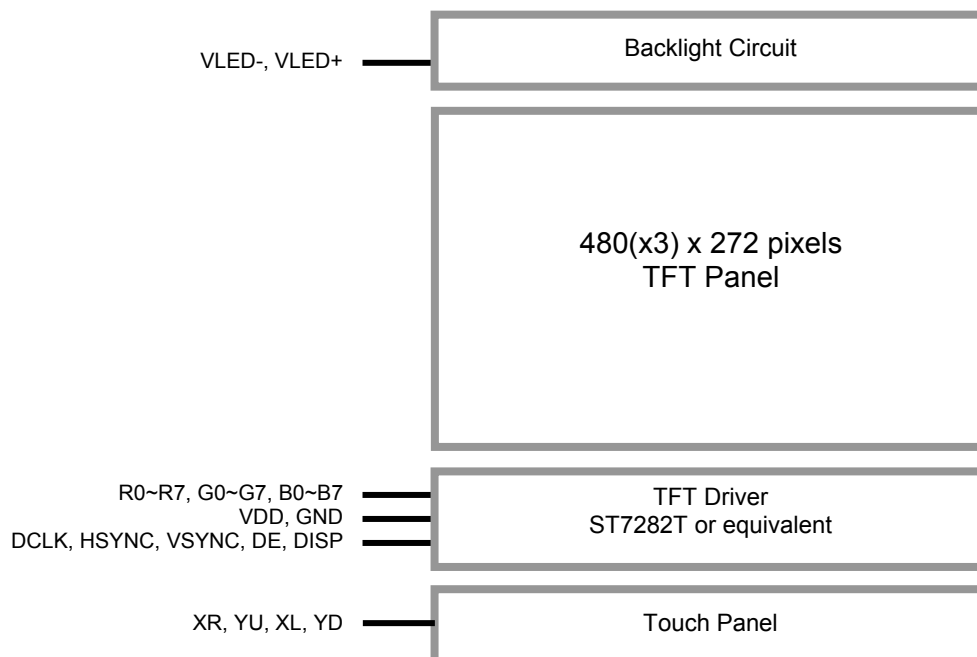 VLED-, VLED+
Backlight Circuit
480(x3) x 272 pixels
TFT Panel
R0~R7, G0~G7, B0~B7
VDD, GND
DCLK, HSYNC, VSYNC, DE, DISP
TFT Driver
ST7282T or equivalent
XR, YU, XL, YD
Touch Panel